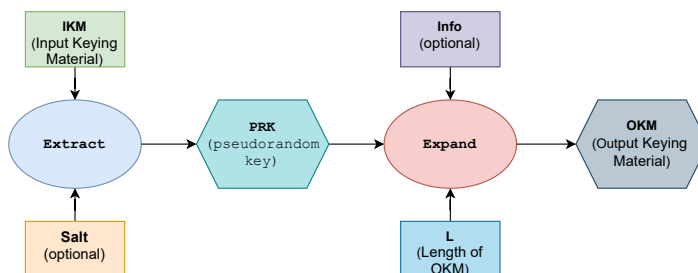 IKM
(Input Keying
Material)
Info
(optional)
Extract
PRK
(pseudorandom
key)
Expand
OKM
(Output Keying
Material)
Salt
(optional)
L
(Length of
OKM)